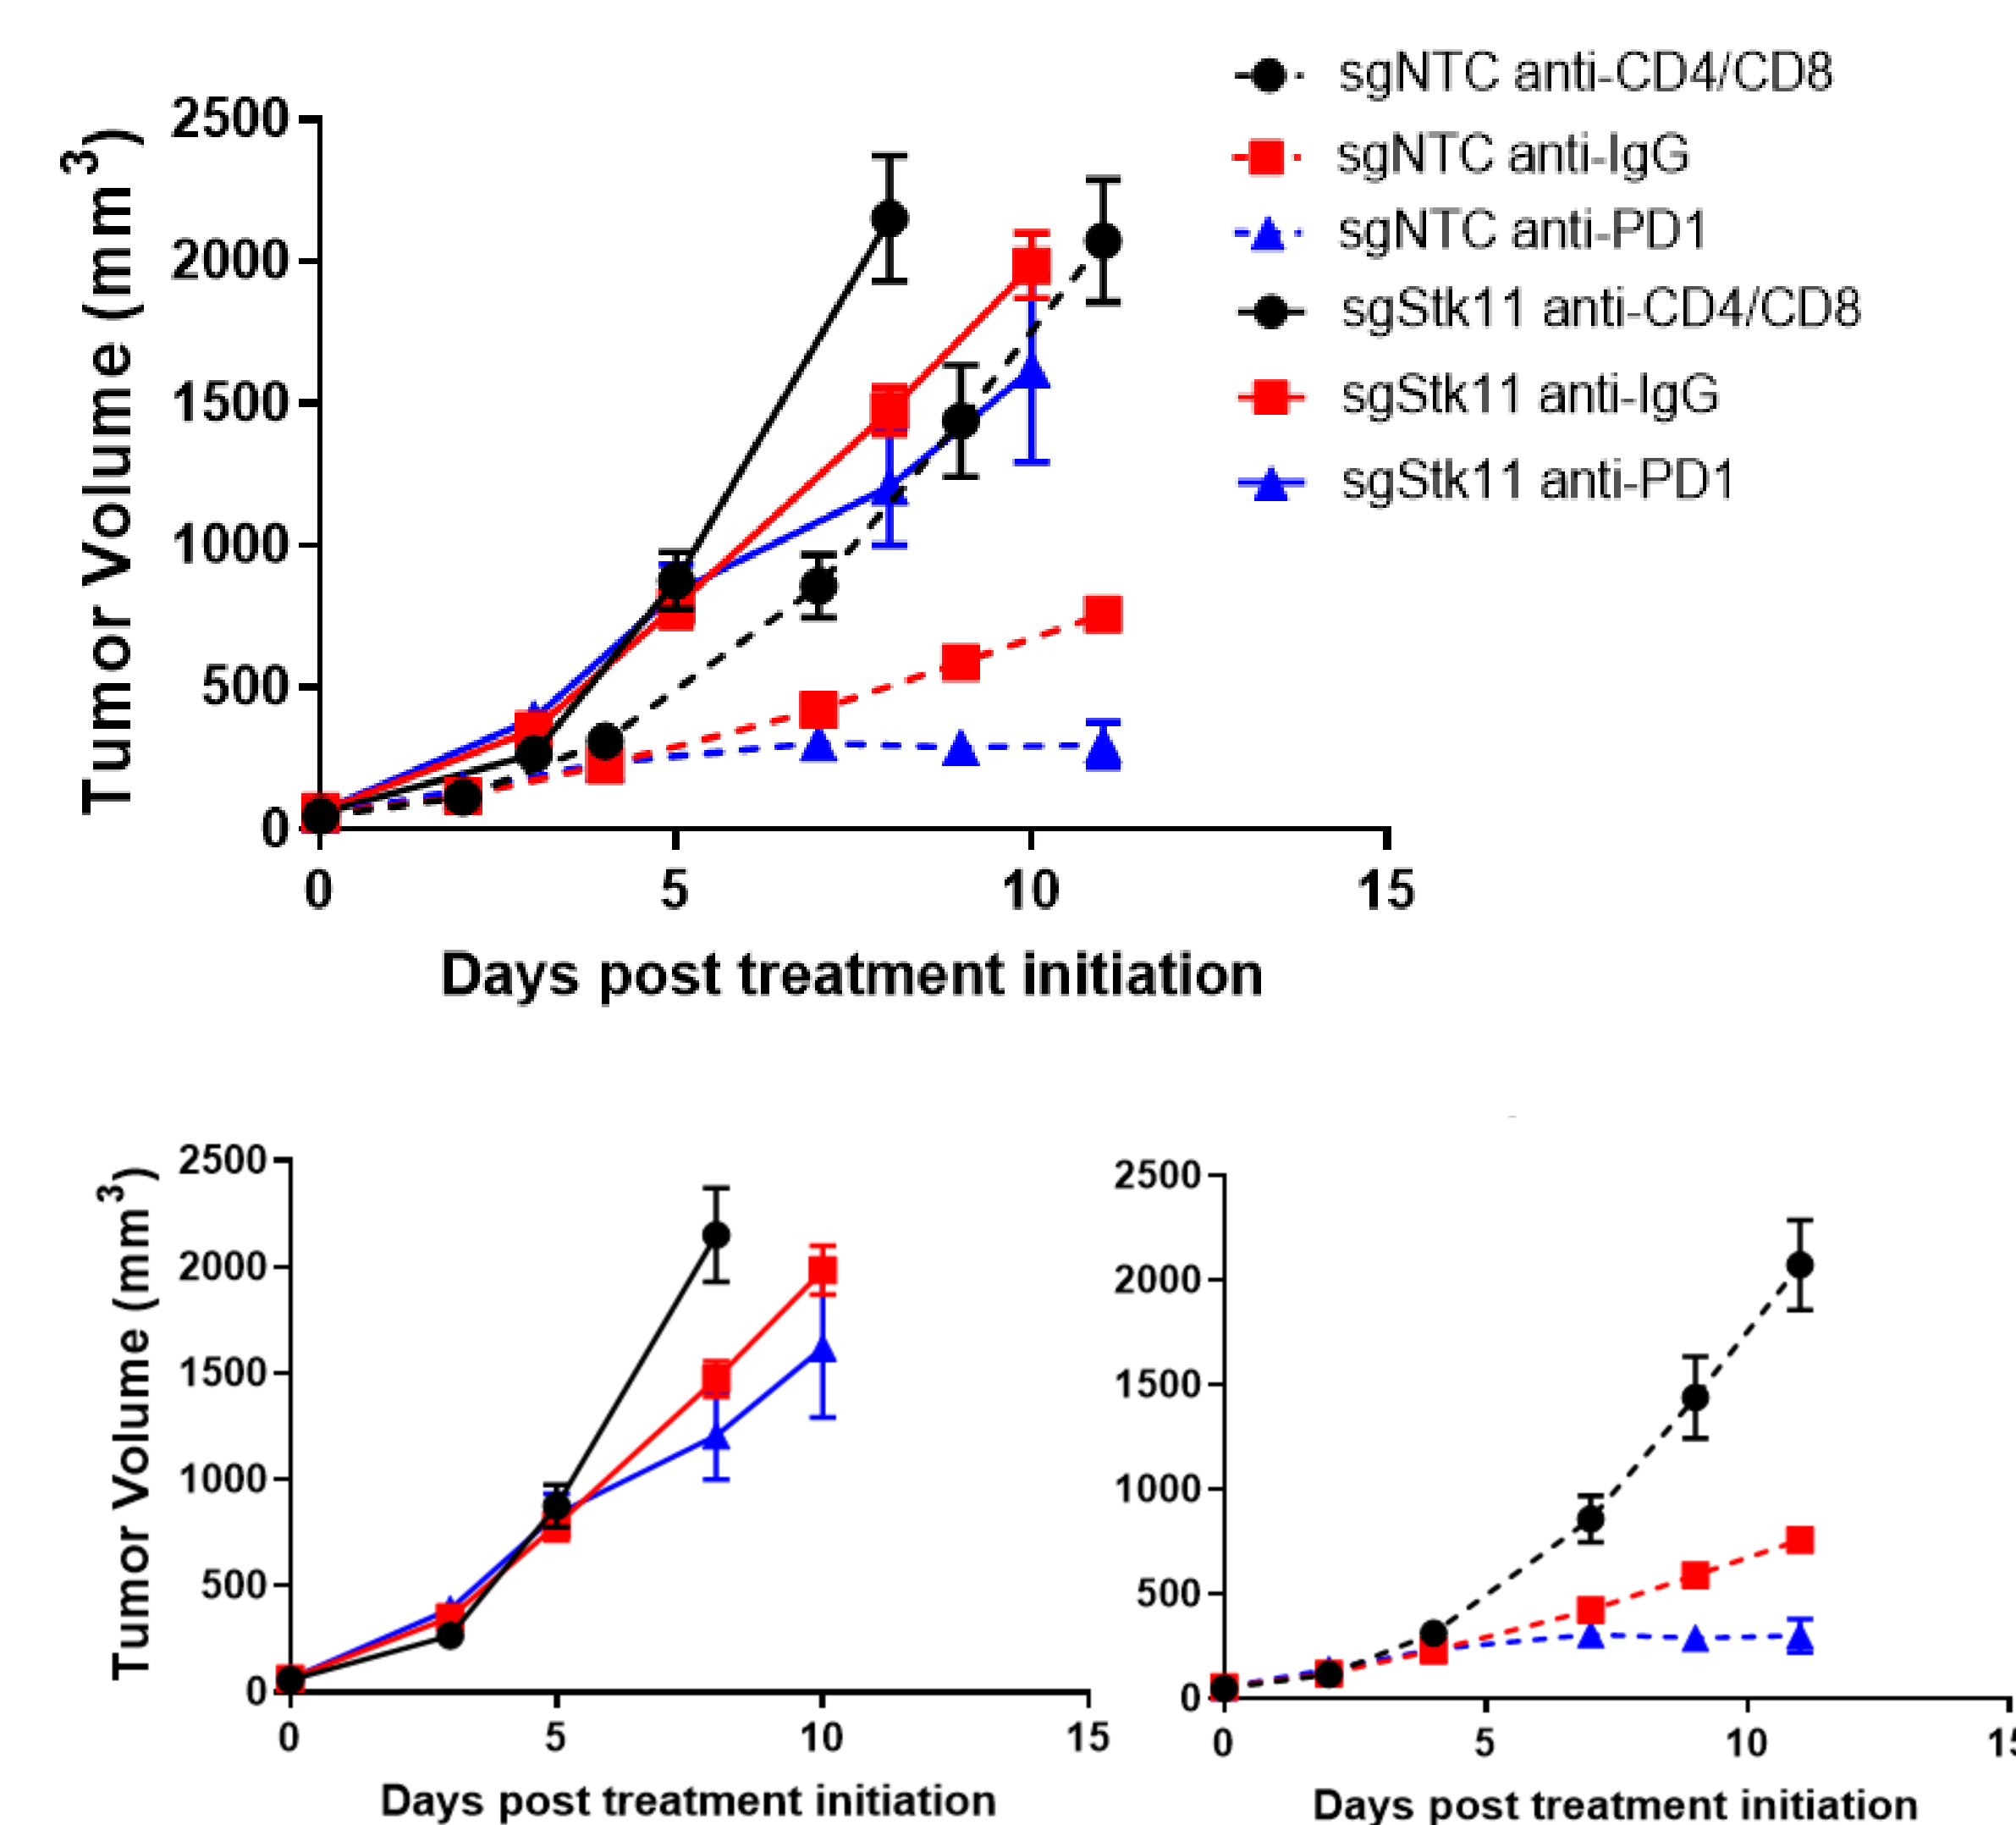 sgNTC anti-CD4/CD8
sgNTC anti-IgG
sgNTC anti-PD1
sgStk11 anti-CD4/CD8
sgStk11 anti-IgG
sgStk11 anti-PD1
Tumor Volume (mm³)
2500
2000
1500
1000
500
0
0 5 10 15
Days post treatment initiation
Tumor Volume (mm³)
2500
2000
1500
1000
500
0
0 5 10 15
Days post treatment initiation
2500
2000
1500
1000
500
0
0 5 10 15
Days post treatment initiation